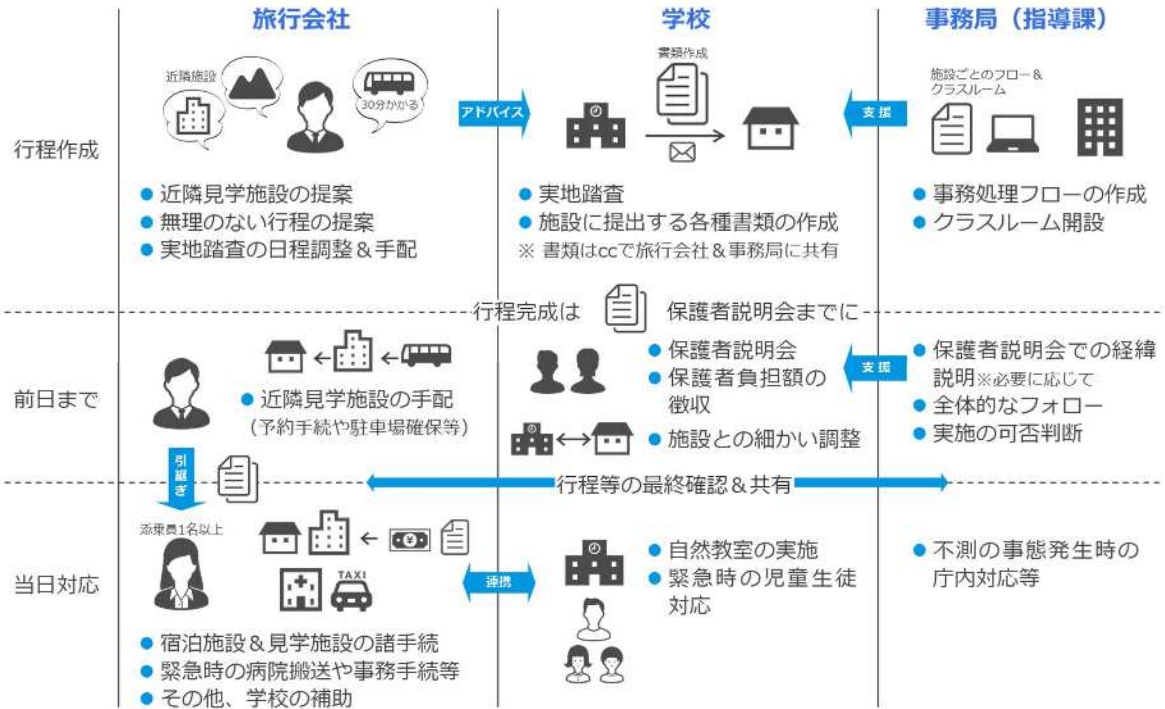 旅行会社
学校
事務局（指導課）
行程作成
近隣施設
30分かかる
アドバイス
書類作成
支援
施設ごとのフロー＆
クラスルーム
● 近隣見学施設の提案
● 無理のない行程の提案
● 実地踏査の日程調整＆手配
● 実地踏査
● 施設に提出する各種書類の作成
※ 書類はccで旅行会社＆事務局に共有
● 事務処理フローの作成
● クラスルーム開設
行程完成は 保護者説明会までに
前日まで
● 近隣見学施設の手配
（予約手続や駐車場確保等）
● 保護者説明会
● 保護者負担額の
徴収
● 施設との細かい調整
支援
● 保護者説明会での経緯
説明※必要に応じて
● 全体的なフォロー
● 実施の可否判断
引継ぎ
行程等の最終確認＆共有
当日対応
添乗員1名以上
¥
TAXI
連携
● 宿泊施設＆見学施設の諸手続
● 緊急時の病院搬送や事務手続等
● その他、学校の補助
● 自然教室の実施
● 緊急時の児童生徒
対応
● 不測の事態発生時の
庁内対応等